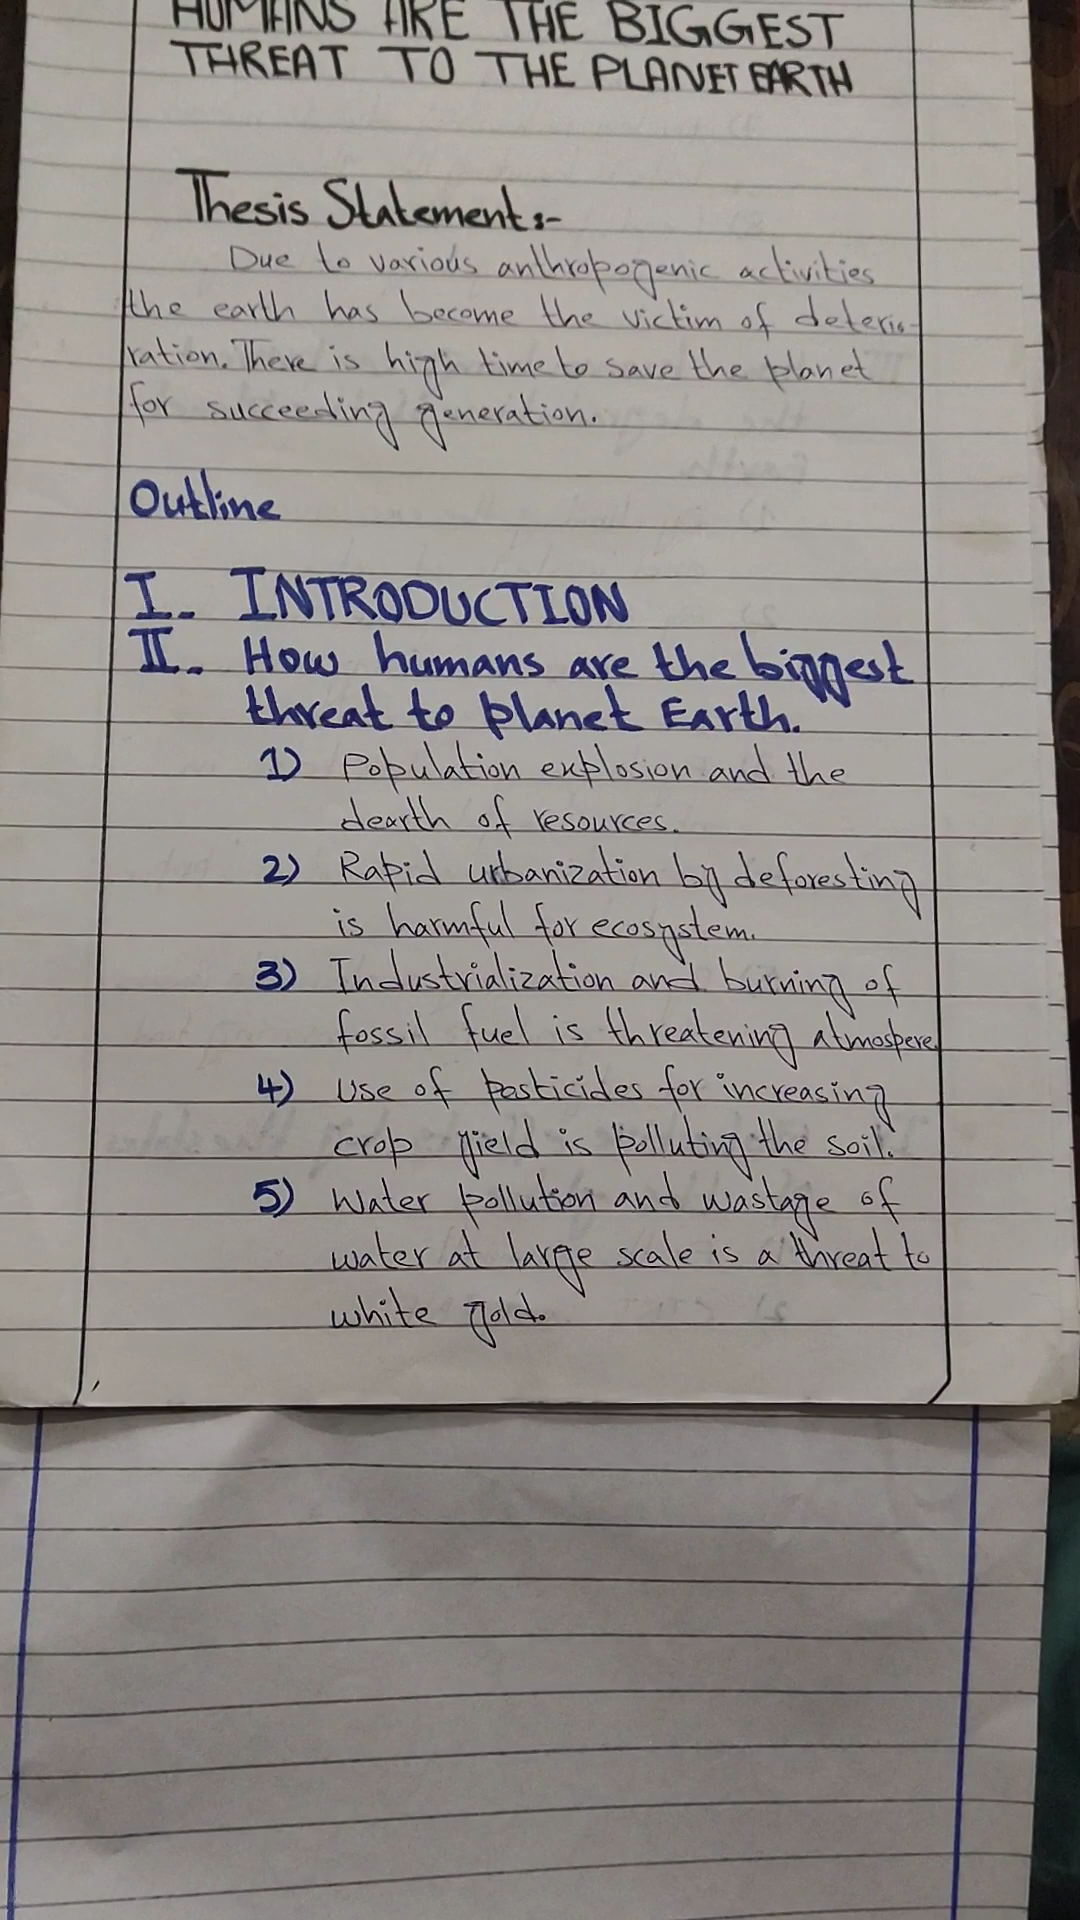 HUMANS ARE THE BIGGEST
THREAT TO THE PLANET EARTH
Thesis Statement:-
Due to various anthropogenic activities
the earth has become the victim of deterio-
ration. There is high time to save the planet
for succeeding generation.
Outline
I. INTRODUCTION
II. How humans are the biggest
threat to planet Earth.
1) Population explosion and the
dearth of resources.
2) Rapid urbanization by deforesting
is harmful for ecosystem.
3) Industrialization and burning of
fossil fuel is threatening atmospere.
4) Use of pesticides for increasing
crop yield is polluting the soil.
5) Water pollution and wastage of
water at large scale is a threat to
white gold.